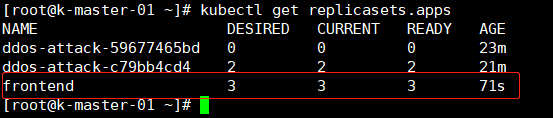 [root@k-master-01 ~]# kubectl get replicasets.apps
NAME DESIRED CURRENT READY AGE
ddos-attack-59677465bd 0 0 0 23m
ddos-attack-c79bb4cd4 2 2 2 21m
frontend 3 3 3 71s
[root@k-master-01 ~]#